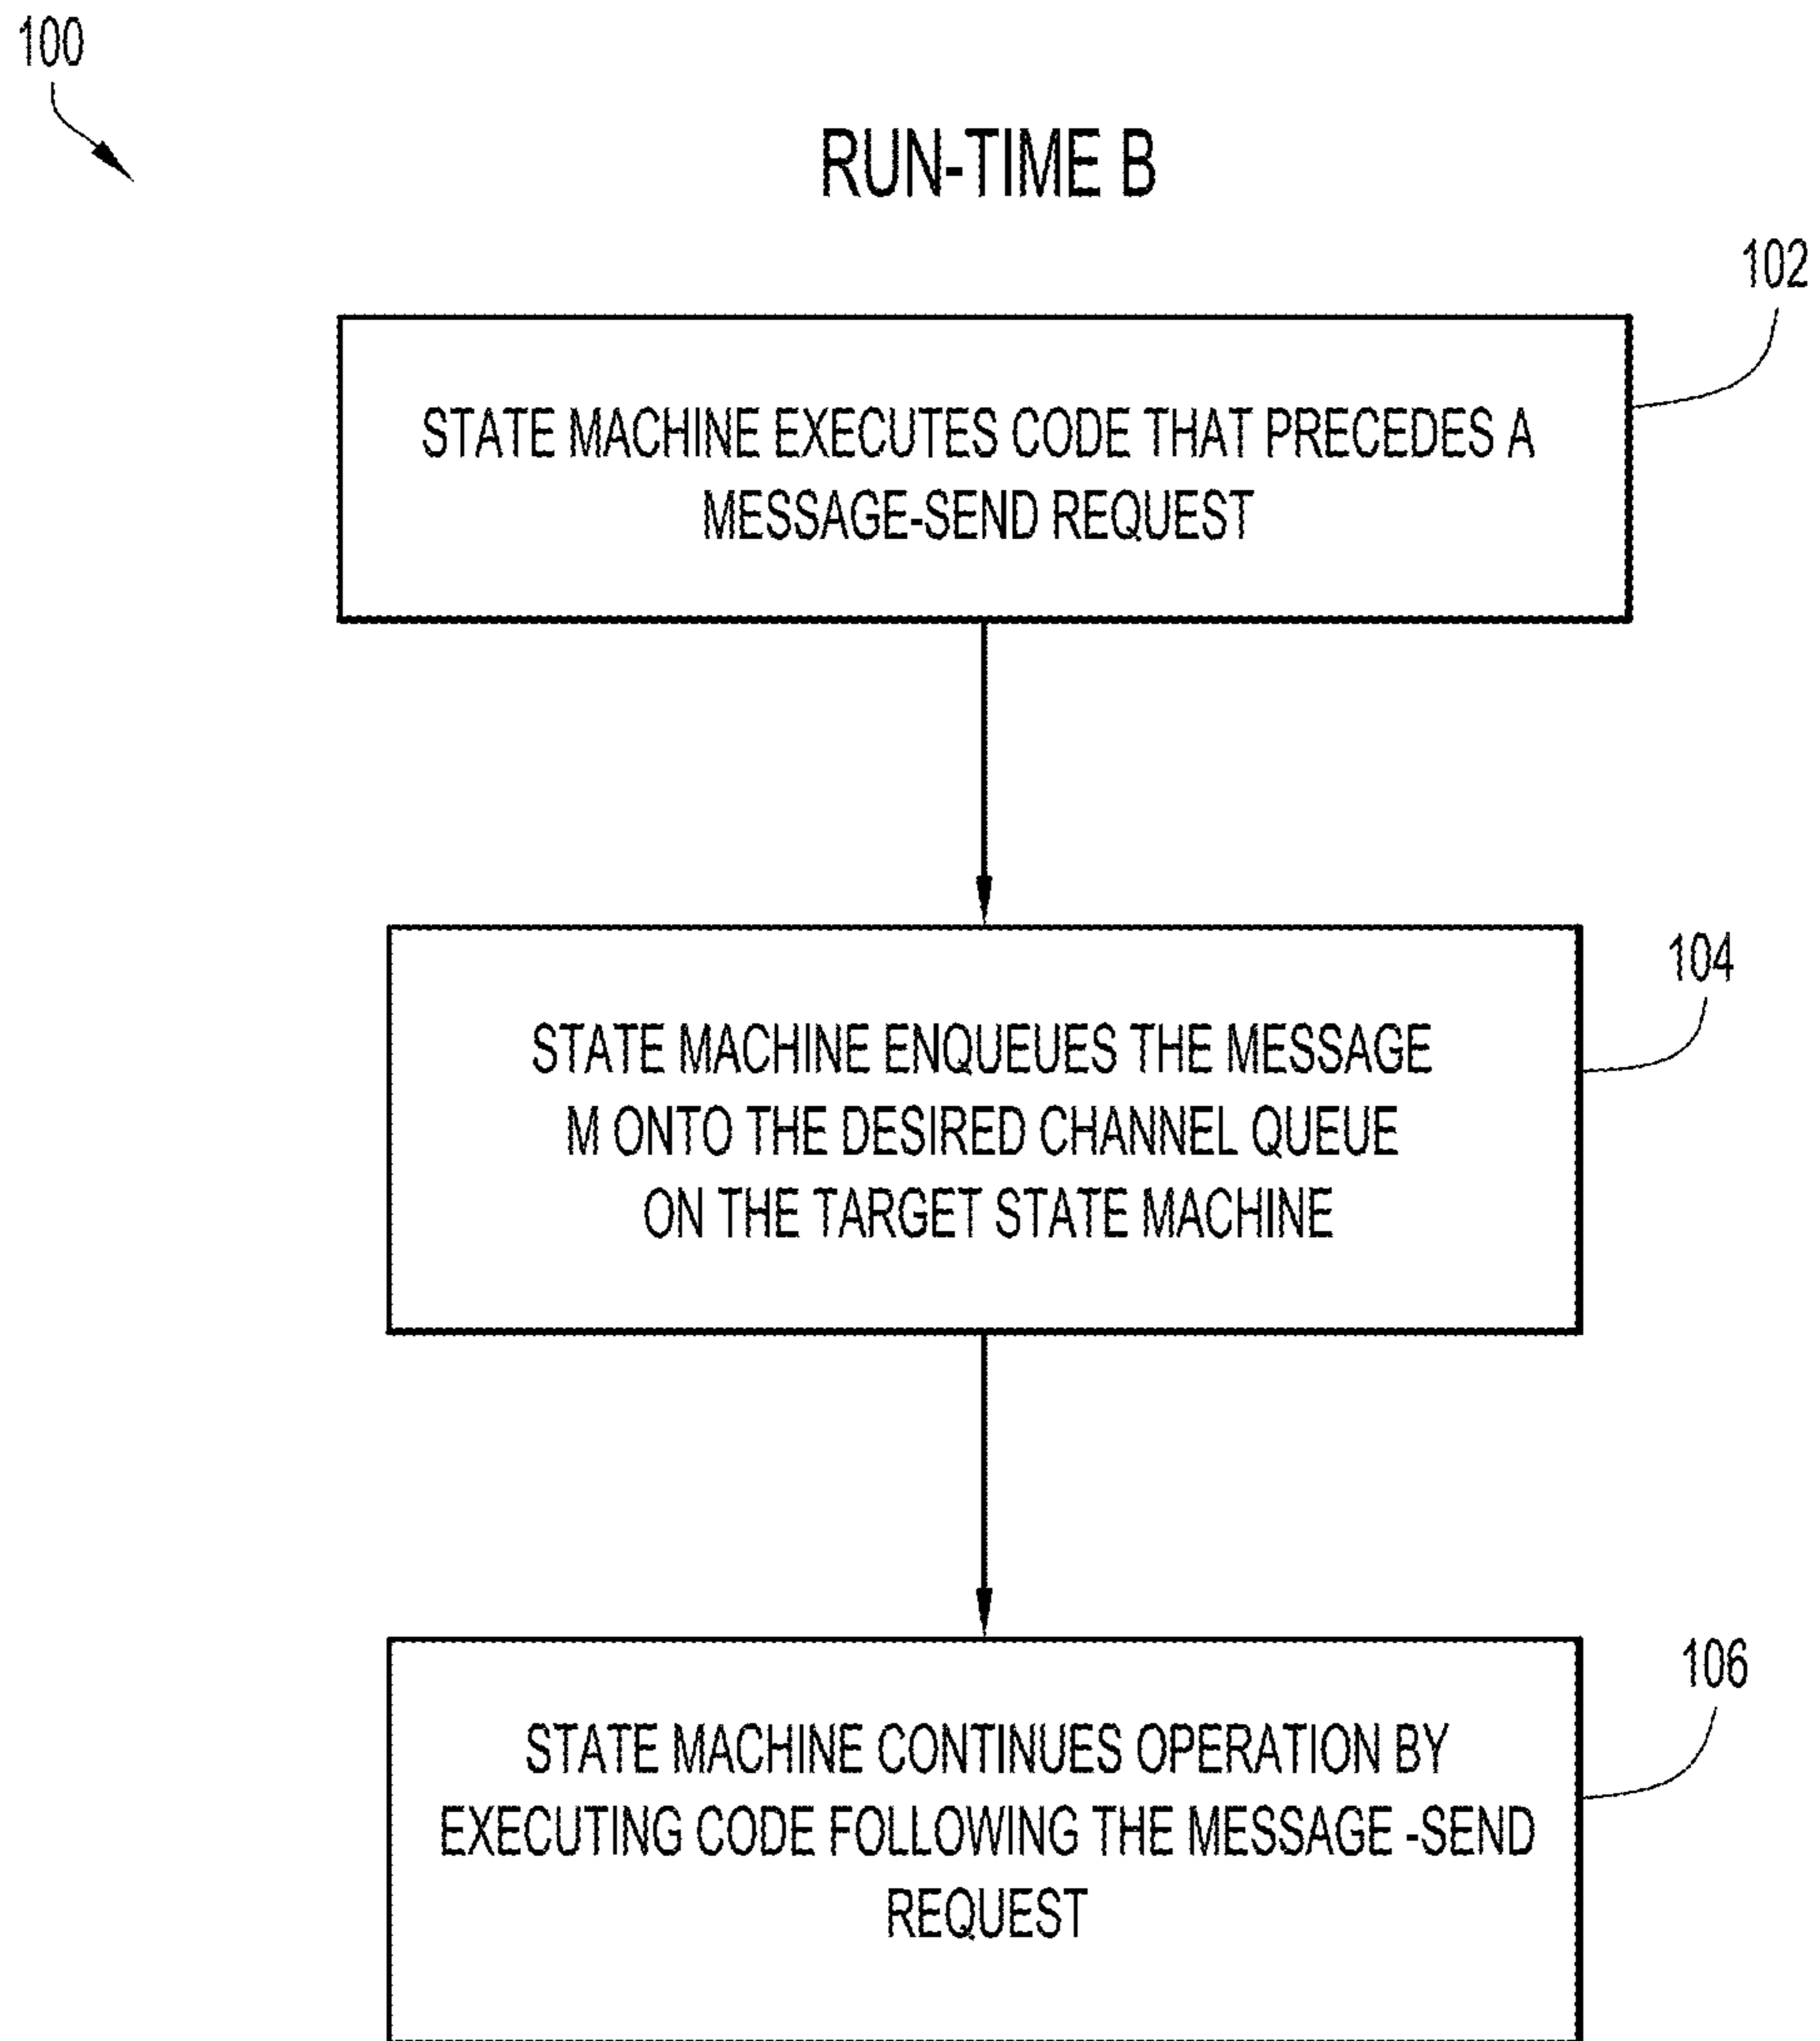 100
RUN-TIME B
102
STATE MACHINE EXECUTES CODE THAT PRECEDES A
MESSAGE-SEND REQUEST
104
STATE MACHINE ENQUEUES THE MESSAGE
M ONTO THE DESIRED CHANNEL QUEUE
ON THE TARGET STATE MACHINE
106
STATE MACHINE CONTINUES OPERATION BY
EXECUTING CODE FOLLOWING THE MESSAGE -SEND
REQUEST